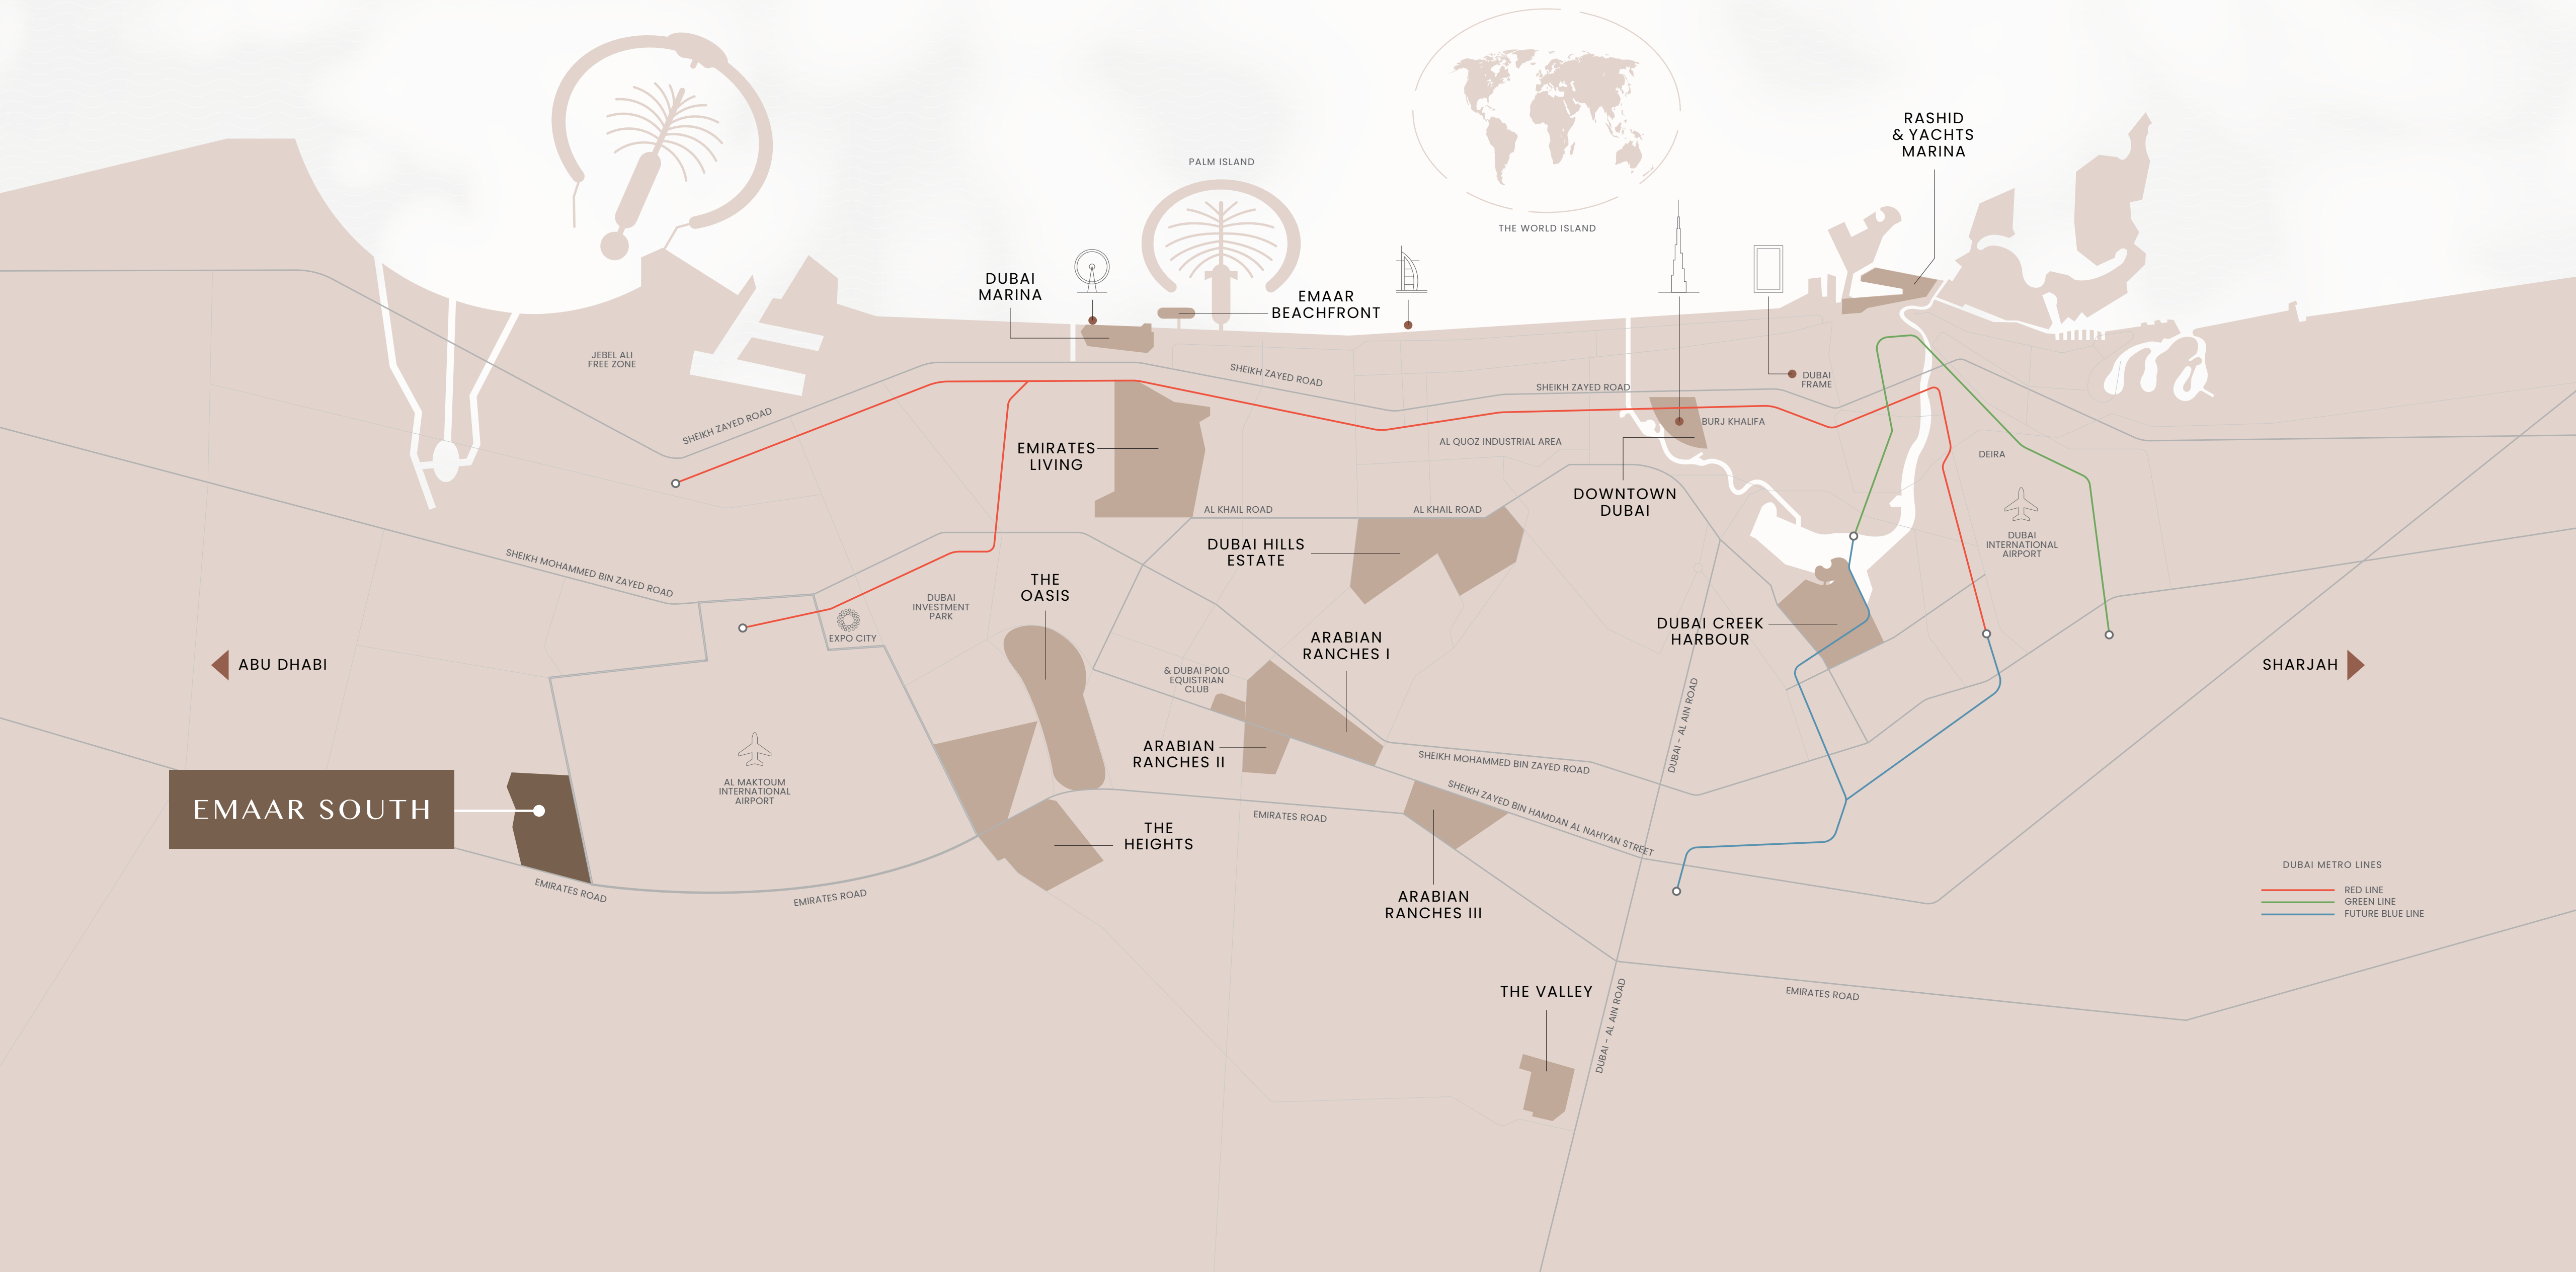 RASHID
& YACHTS
MARINA
PALM ISLAND
THE WORLD ISLAND
DUBAI
MARINA
EMAAR
BEACHFRONT
JEBEL ALI
FREE ZONE
SHEIKH ZAYED ROAD
SHEIKH ZAYED ROAD
SHEIKH ZAYED ROAD
DUBAI
FRAME
BURJ KHALIFA
AL QUOZ INDUSTRIAL AREA
EMIRATES
LIVING
DEIRA
DOWNTOWN
DUBAI
AL KHAIL ROAD
AL KHAIL ROAD
DUBAI HILLS
ESTATE
DUBAI
INTERNATIONAL
AIRPORT
SHEIKH MOHAMMED BIN ZAYED ROAD
THE
OASIS
DUBAI
INVESTMENT
PARK
EXPO CITY
DUBAI CREEK
HARBOUR
ARABIAN
RANCHES I
ABU DHABI
SHARJAH
& DUBAI POLO
EQUESTRIAN
CLUB
DUBAI - AL AIN ROAD
ARABIAN
RANCHES II
SHEIKH MOHAMMED BIN ZAYED ROAD
AL MAKTOUM
INTERNATIONAL
AIRPORT
EMAAR SOUTH
SHEIKH ZAYED BIN HAMDAN AL NAHYAN STREET
EMIRATES ROAD
THE
HEIGHTS
EMIRATES ROAD
EMIRATES ROAD
ARABIAN
RANCHES III
DUBAI METRO LINES
RED LINE
GREEN LINE
FUTURE BLUE LINE
THE VALLEY
EMIRATES ROAD
DUBAI - AL AIN ROAD